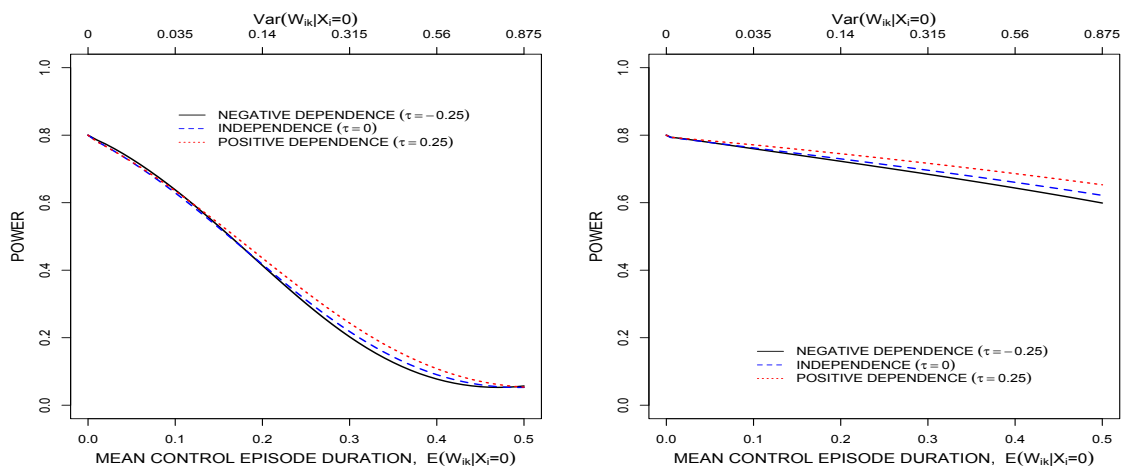 Var(W_ik|X_i=0)
0 0.035 0.14 0.315 0.56 0.875
1.0
0.8
0.6
0.4
0.2
0.0
POWER
NEGATIVE DEPENDENCE (τ=−0.25)
INDEPENDENCE (τ=0)
POSITIVE DEPENDENCE (τ=0.25)
0.0 0.1 0.2 0.3 0.4 0.5
MEAN CONTROL EPISODE DURATION, E(W_ik|X_i=0)
Var(W_ik|X_i=0)
0 0.035 0.14 0.315 0.56 0.875
1.0
0.8
0.6
0.4
0.2
0.0
POWER
NEGATIVE DEPENDENCE (τ=−0.25)
INDEPENDENCE (τ=0)
POSITIVE DEPENDENCE (τ=0.25)
0.0 0.1 0.2 0.3 0.4 0.5
MEAN CONTROL EPISODE DURATION, E(W_ik|X_i=0)